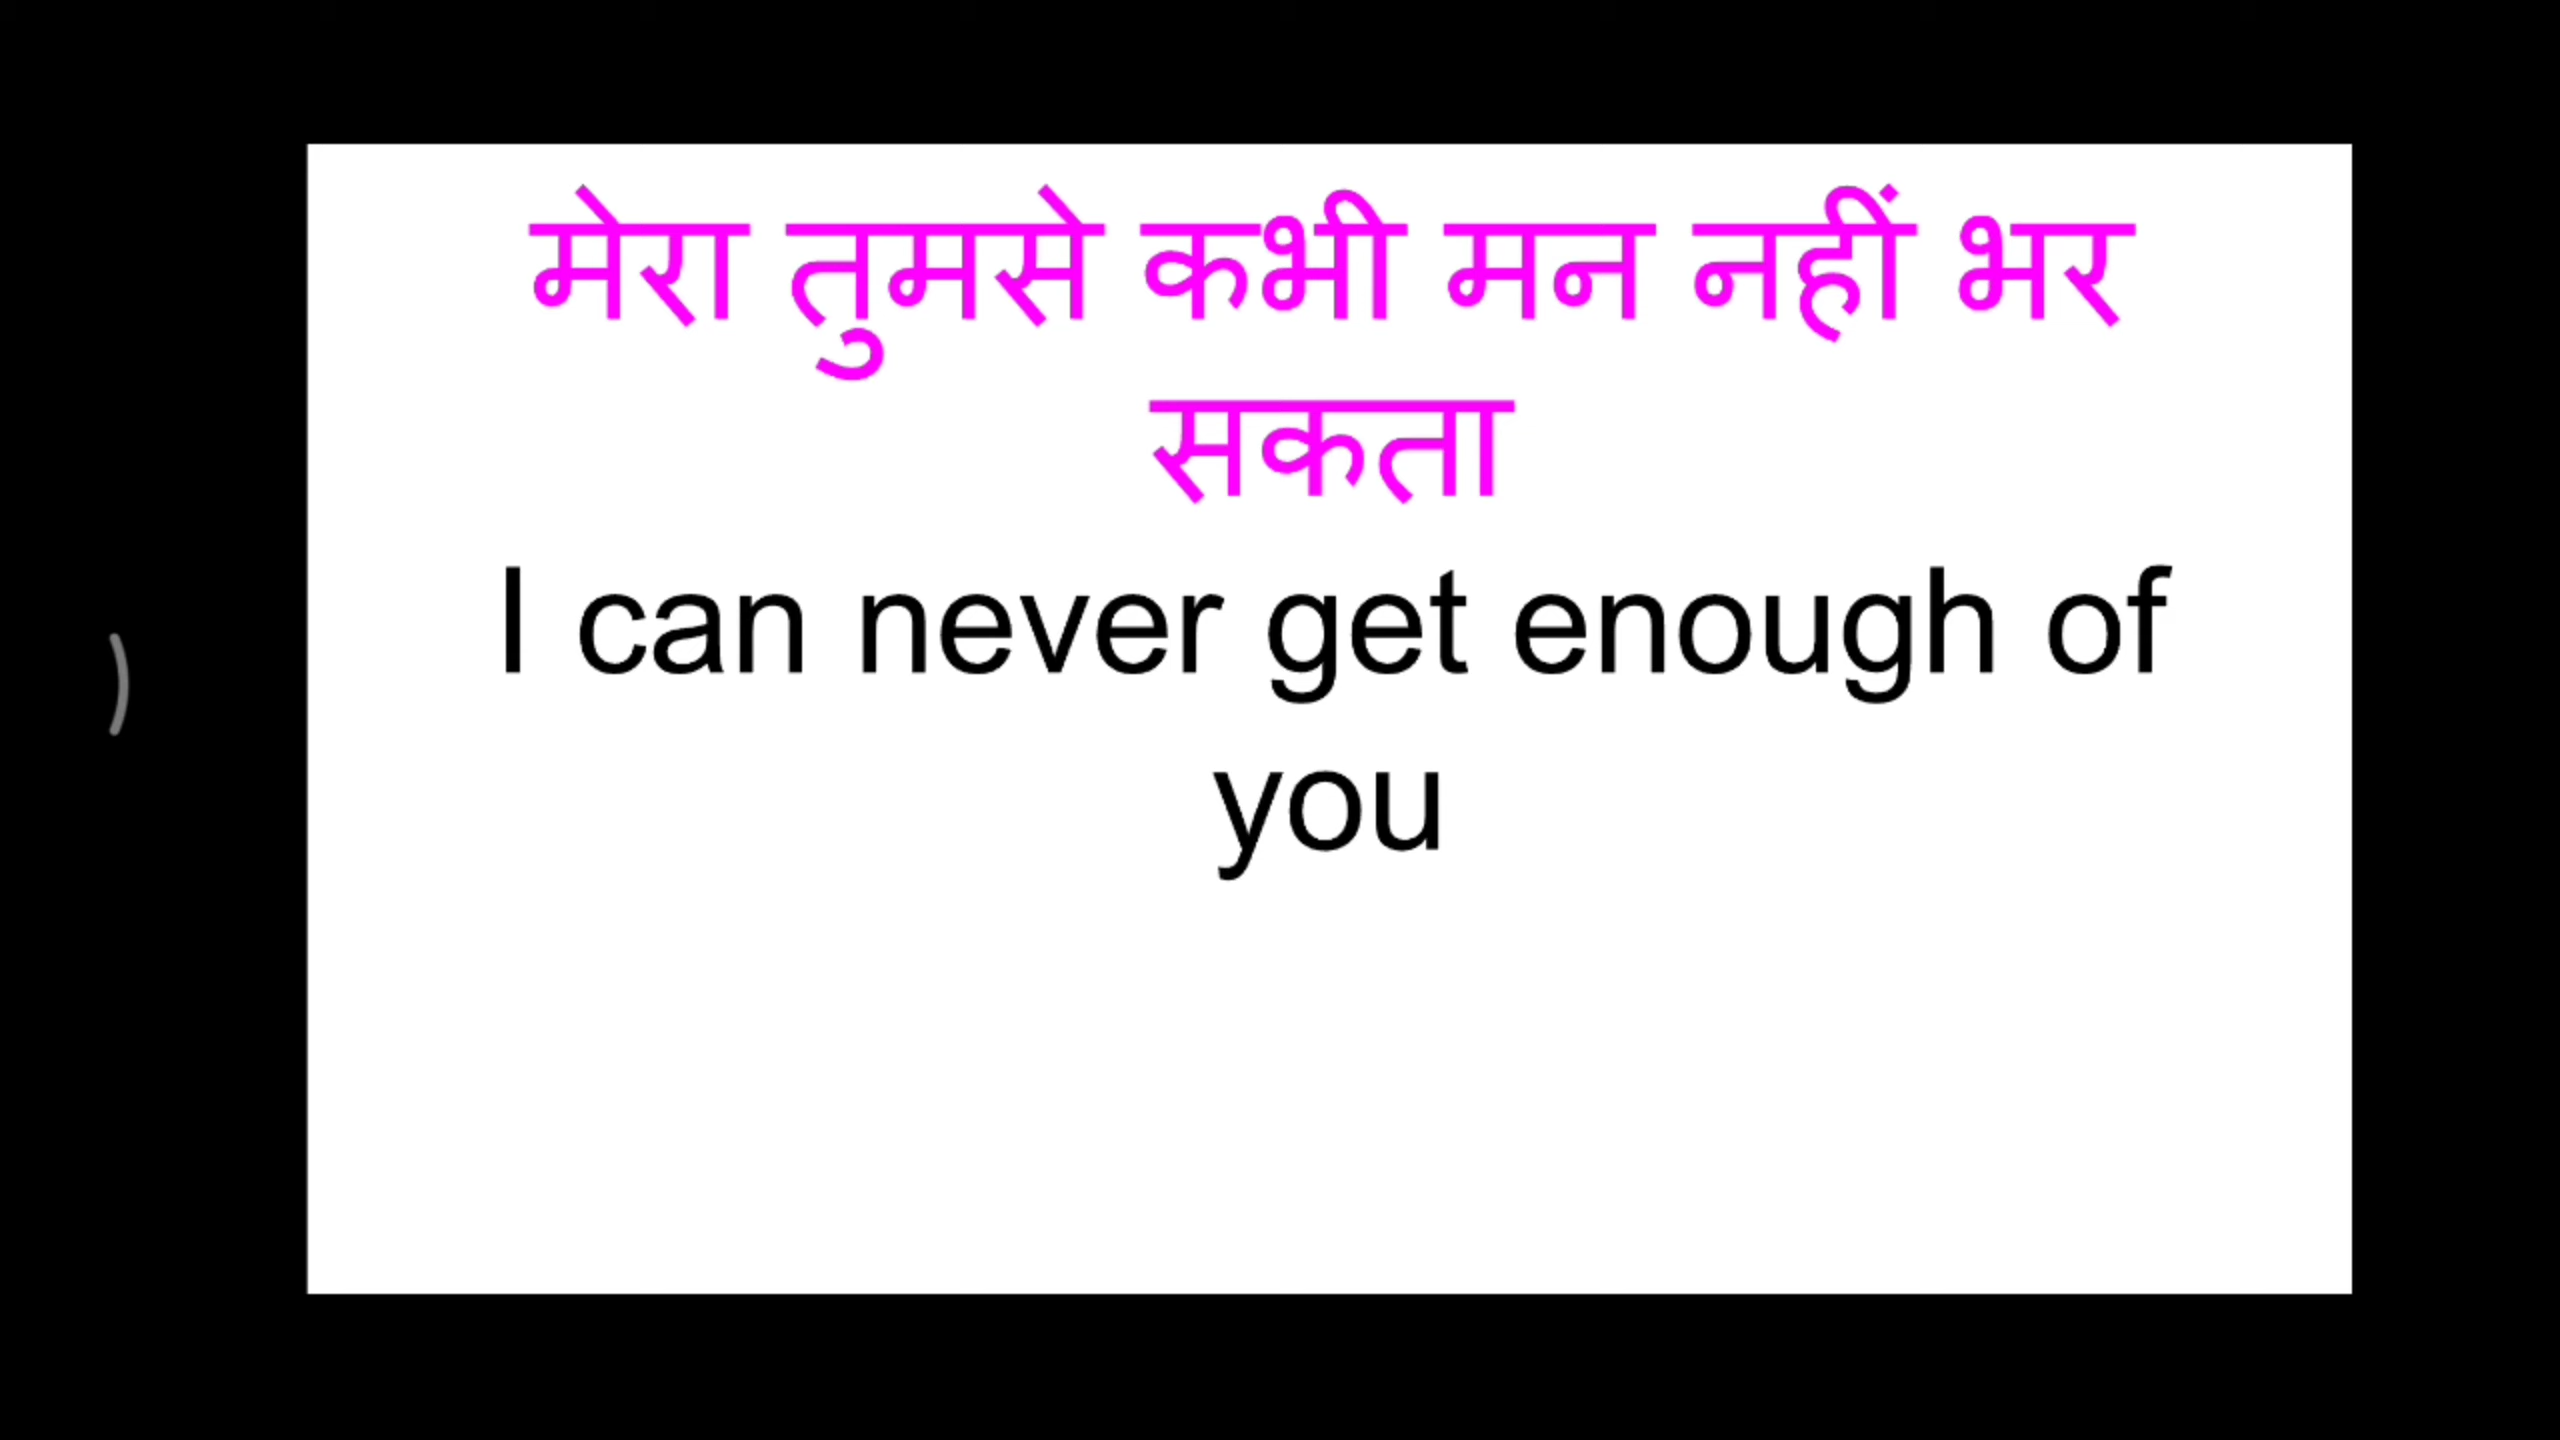 मेरा तुमसे कभी मन नहीं भर
सकता
I can never get enough of
you